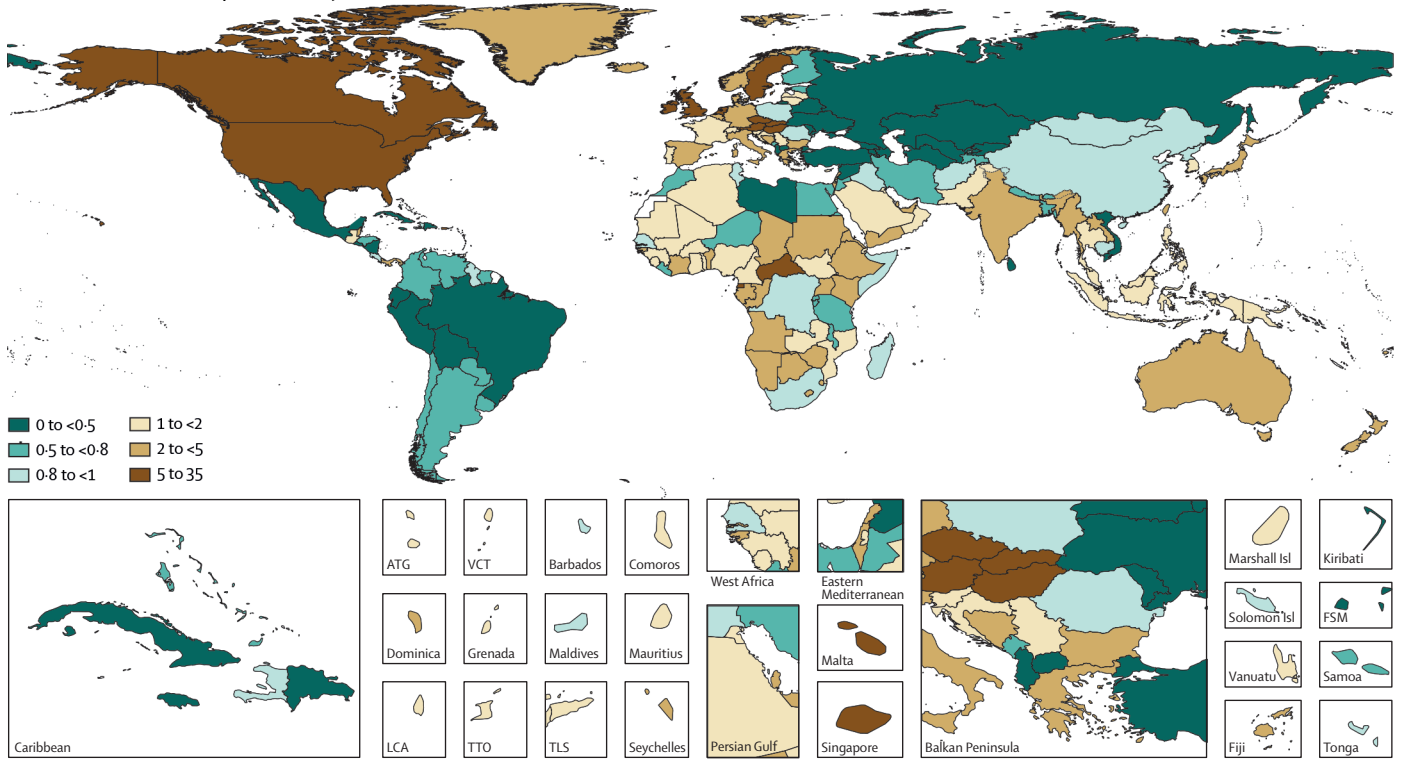 0 to <0·5
0·5 to <0·8
0·8 to <1
1 to <2
2 to <5
5 to 35
Caribbean
ATG
VCT
Barbados
Comoros
Dominica
Grenada
Maldives
Mauritius
LCA
TTO
TLS
Seychelles
West Africa
Eastern
Mediterranean
Persian Gulf
Malta
Singapore
Balkan Peninsula
Marshall Isl
Kiribati
Solomon Isl
FSM
Vanuatu
Samoa
Fiji
Tonga